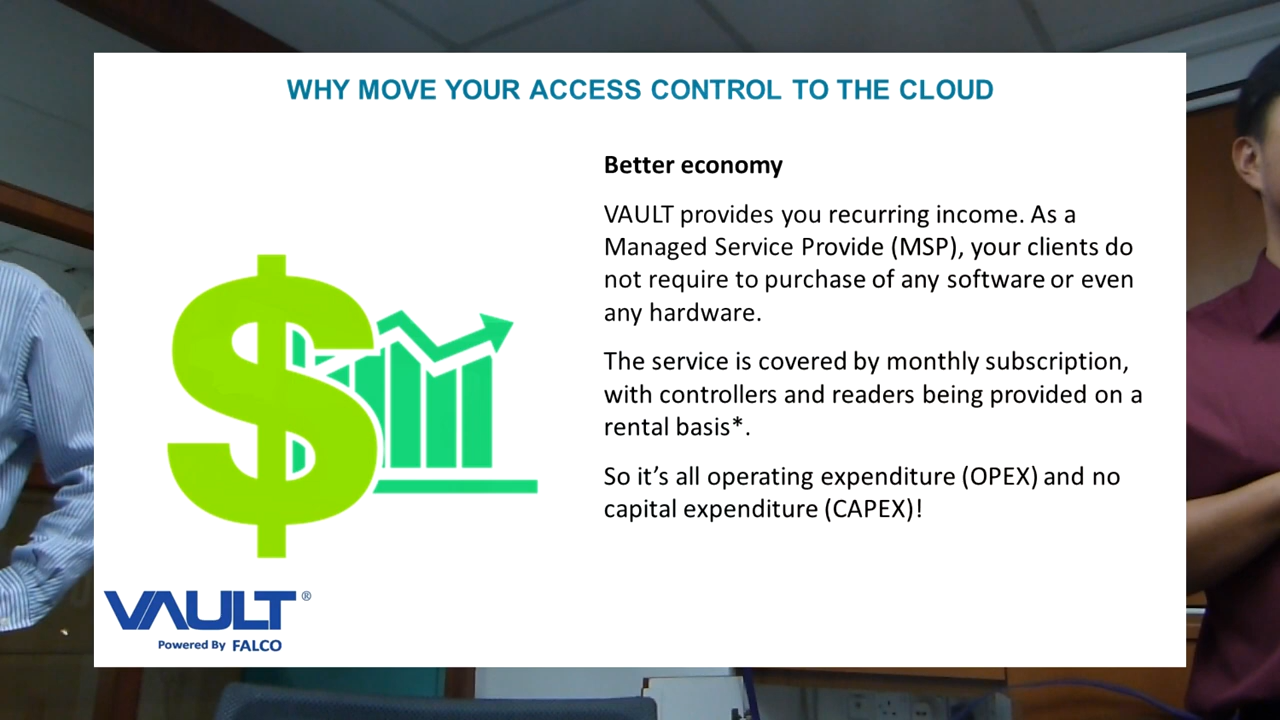 WHY MOVE YOUR ACCESS CONTROL TO THE CLOUD
Better economy
VAULT provides you recurring income. As a
Managed Service Provide (MSP), your clients do
not require to purchase of any software or even
any hardware.
The service is covered by monthly subscription,
with controllers and readers being provided on a
rental basis*.
So it’s all operating expenditure (OPEX) and no
capital expenditure (CAPEX)!
VAULT®
Powered By FALCO